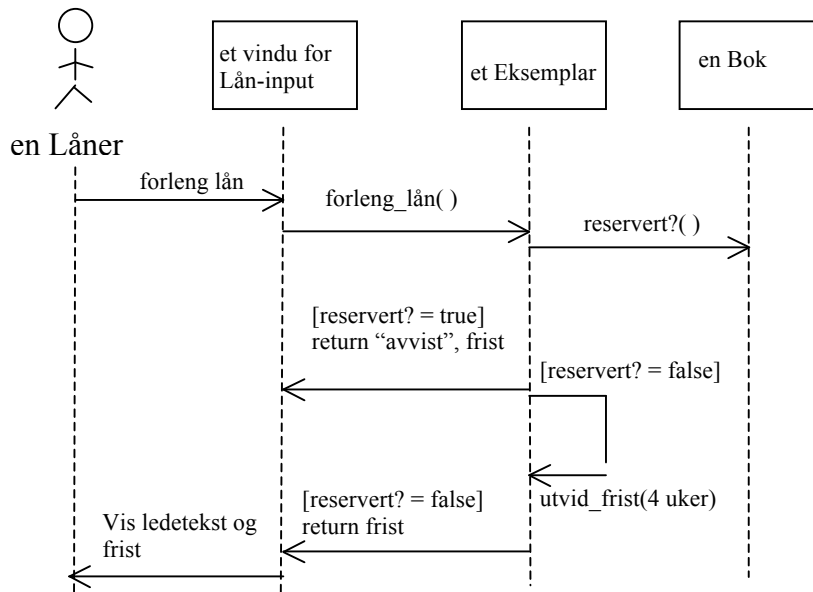 et vindu for
Lån-input
et Eksemplar
en Bok
en Låner
forleng lån
forleng_lån( )
reservert?( )
[reservert? = true]
return “avvist”, frist
[reservert? = false]
utvid_frist(4 uker)
[reservert? = false]
return frist
Vis ledetekst og
frist